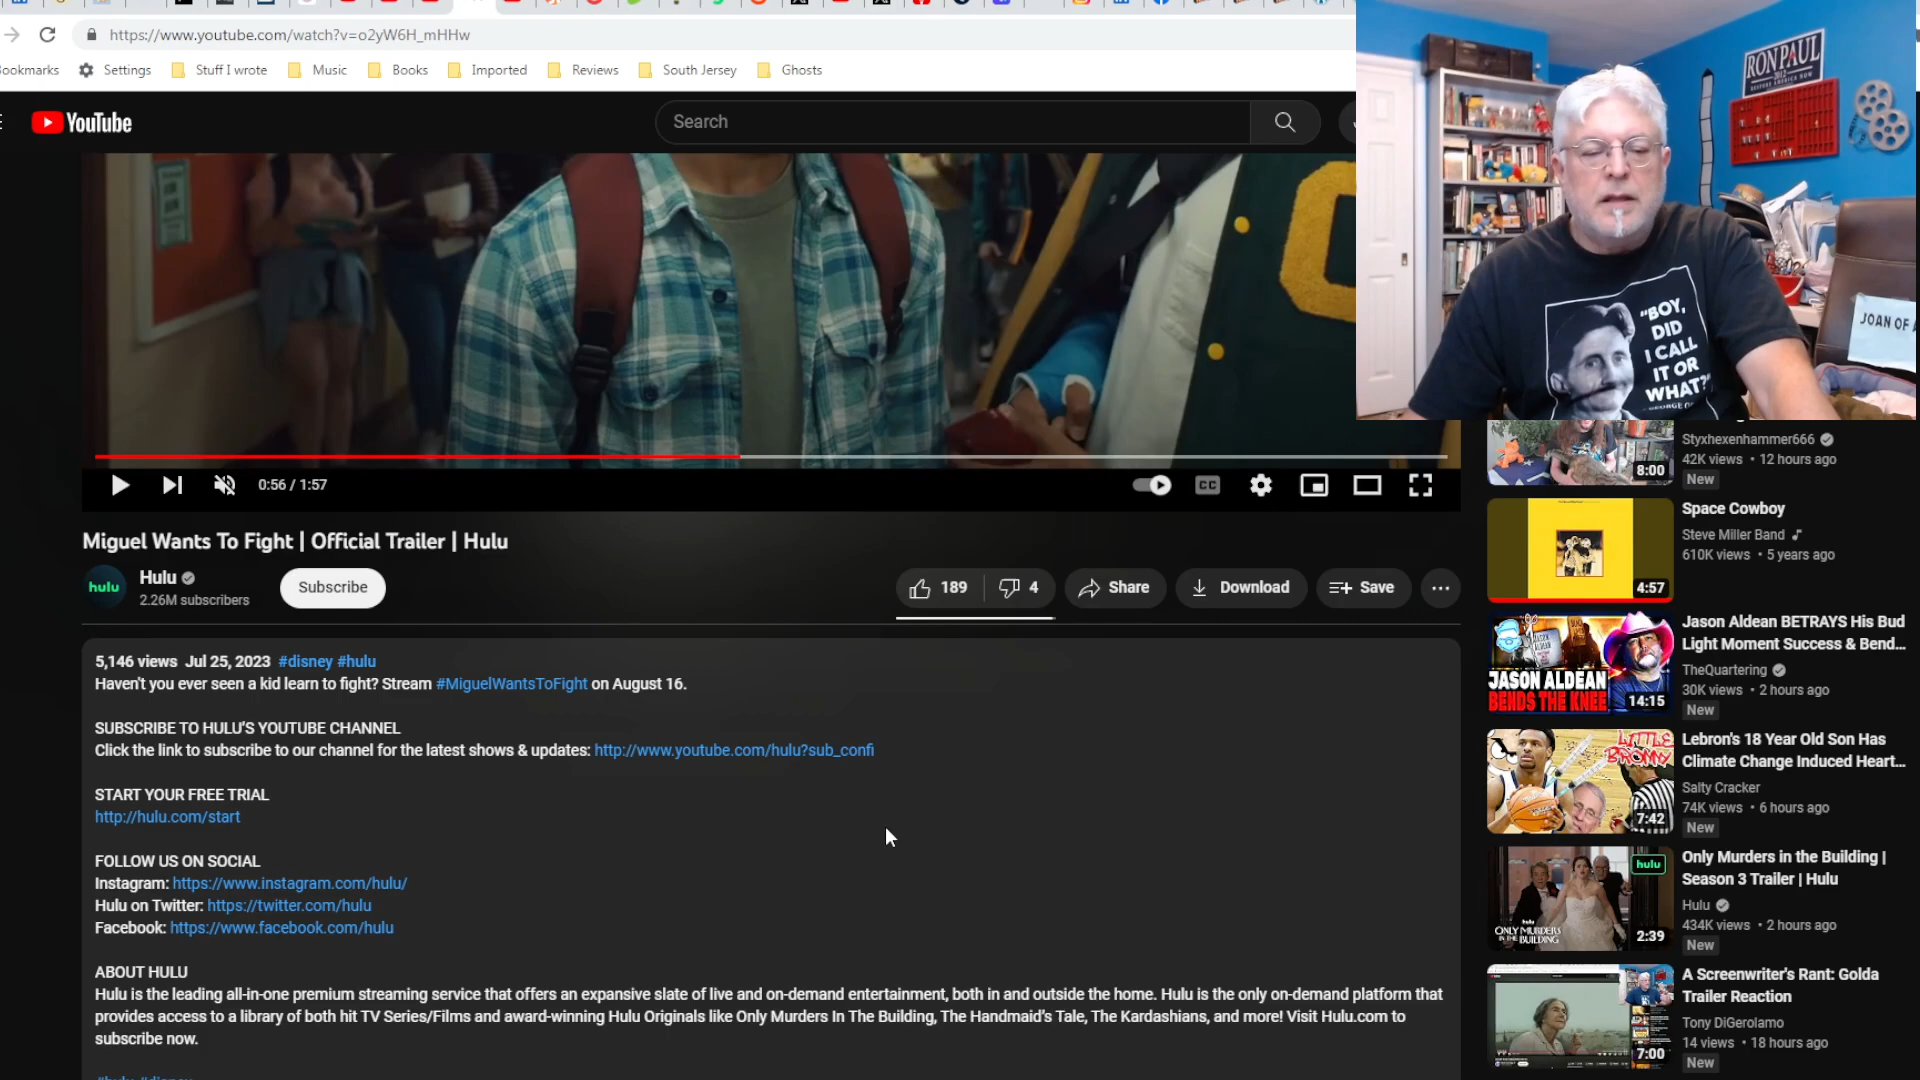 https://www.youtube.com/watch?v=o2yW6H_mHHw
Bookmarks
Settings
Stuff I wrote
Music
Books
Imported
Reviews
South Jersey
Ghosts
YouTube
Search
RON PAUL
2012
"BOY,
DID
I CALL
IT OR
WHAT?"
JOAN OF
0:56 / 1:57
CC
Miguel Wants To Fight | Official Trailer | Hulu
hulu
Hulu
2.26M subscribers
Subscribe
189
4
Share
Download
Save
5,146 views Jul 25, 2023 #disney #hulu
Haven't you ever seen a kid learn to fight? Stream #MiguelWantsToFight on August 16.
SUBSCRIBE TO HULU'S YOUTUBE CHANNEL
Click the link to subscribe to our channel for the latest shows & updates: http://www.youtube.com/hulu?sub_confi
START YOUR FREE TRIAL
http://hulu.com/start
FOLLOW US ON SOCIAL
Instagram: https://www.instagram.com/hulu/
Hulu on Twitter: https://twitter.com/hulu
Facebook: https://www.facebook.com/hulu
ABOUT HULU
Hulu is the leading all-in-one premium streaming service that offers an expansive slate of live and on-demand entertainment, both in and outside the home. Hulu is the only on-demand platform that
provides access to a library of both hit TV Series/Films and award-winning Hulu Originals like Only Murders In The Building, The Handmaid's Tale, The Kardashians, and more! Visit Hulu.com to
subscribe now.
#hulu #disney
Styxhexenhammer666
42K views • 12 hours ago
New
8:00
Space Cowboy
Steve Miller Band
610K views • 5 years ago
4:57
Jason Aldean BETRAYS His Bud
Light Moment Success & Bend...
TheQuartering
30K views • 2 hours ago
New
JASON ALDEAN
BENDS THE KNEE
14:15
Lebron's 18 Year Old Son Has
Climate Change Induced Heart...
Salty Cracker
74K views • 6 hours ago
New
LITTLE
BRONNY
7:42
Only Murders in the Building |
Season 3 Trailer | Hulu
Hulu
434K views • 2 hours ago
New
hulu
hulu
ONLY MURDERS
IN THE BUILDING
2:39
A Screenwriter's Rant: Golda
Trailer Reaction
Tony DiGerolamo
14 views • 18 hours ago
New
7:00